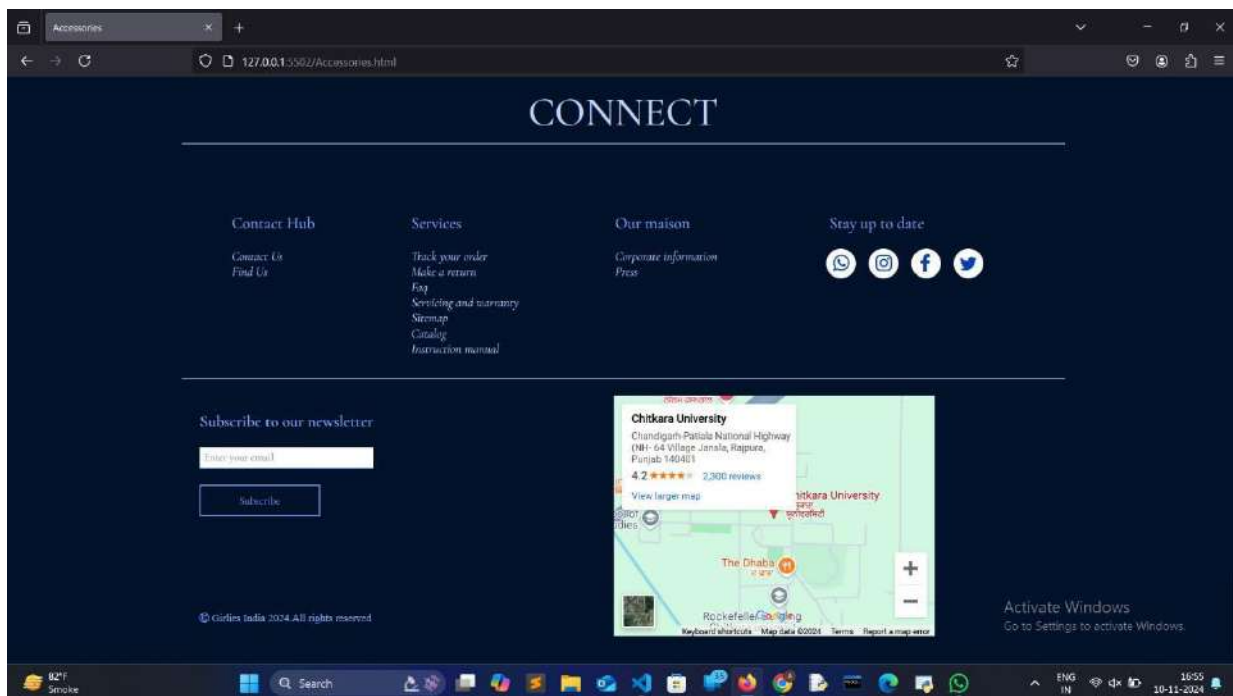 Accessories
127.0.0.1:5502/Accessories.html
CONNECT
Contact Hub
Contact Us
Find Us
Services
Track your order
Make a return
Faq
Servicing and warranty
Sitemap
Catalog
Instruction manual
Our maison
Corporate information
Press
Stay up to date
Subscribe to our newsletter
Enter your email
Subscribe
© Girlies India 2024.All rights reserved
Chitkara University
Chandigarh-Patiala National Highway
(NH- 64 Village Jansla, Rajpura,
Punjab 140401
4.2 2,300 reviews
View larger map
hitkara University
The Dhaba
Rockefelle
Keyboard shortcuts Map data ©2024 Terms Report a map error
Activate Windows
Go to Settings to activate Windows.
82°F
Smoke
Search
ENG
IN
16:55
10-11-2024